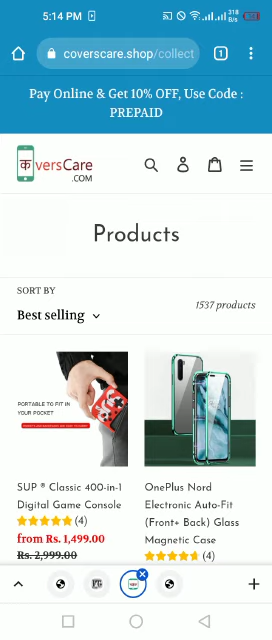 5:14 PM
318
B/s
coverscare.shop/collect
1
Pay Online & Get 10% OFF, Use Code :
PREPAID
कversCare
.COM
Products
SORT BY
Best selling
1537 products
PORTABLE TO FIT IN
YOUR POCKET
SUP ® Classic 400-in-1
Digital Game Console
(4)
from Rs. 1,499.00
Rs. 2,999.00
OnePlus Nord
Electronic Auto-Fit
(Front+ Back) Glass
Magnetic Case
(4)